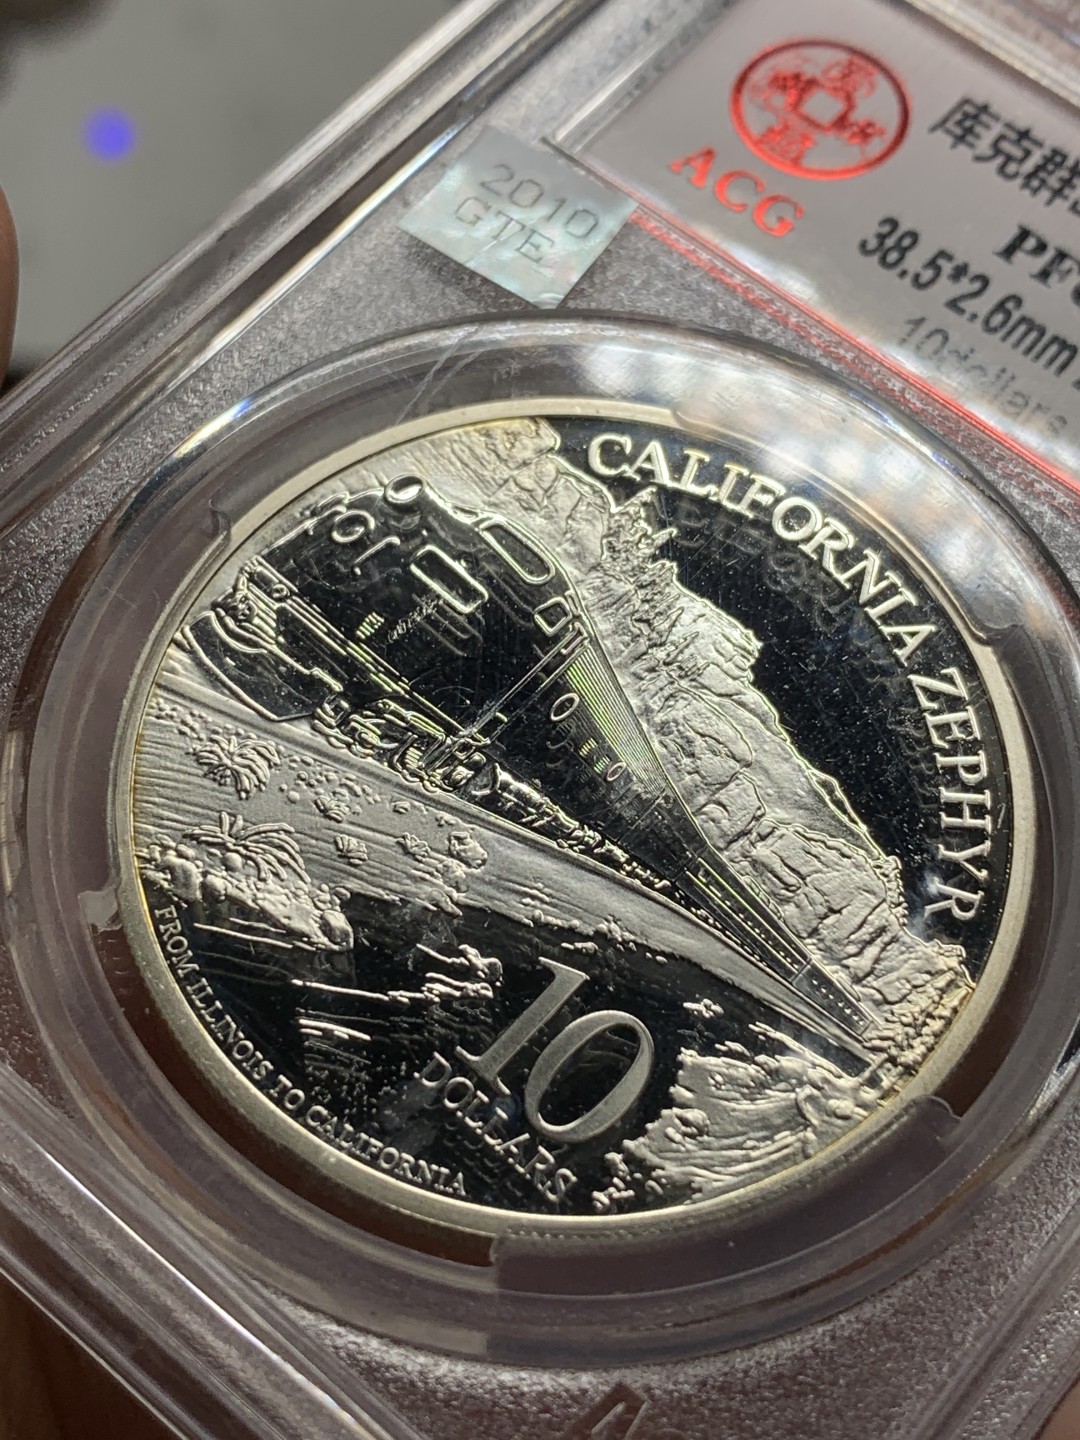 ACG
库克群
PF
38.5*2.6mm
10dollars
2010
GTE
CALIFORNIA ZEPHYR
10
DOLLARS
FROM ILLINOIS TO CALIFORNIA